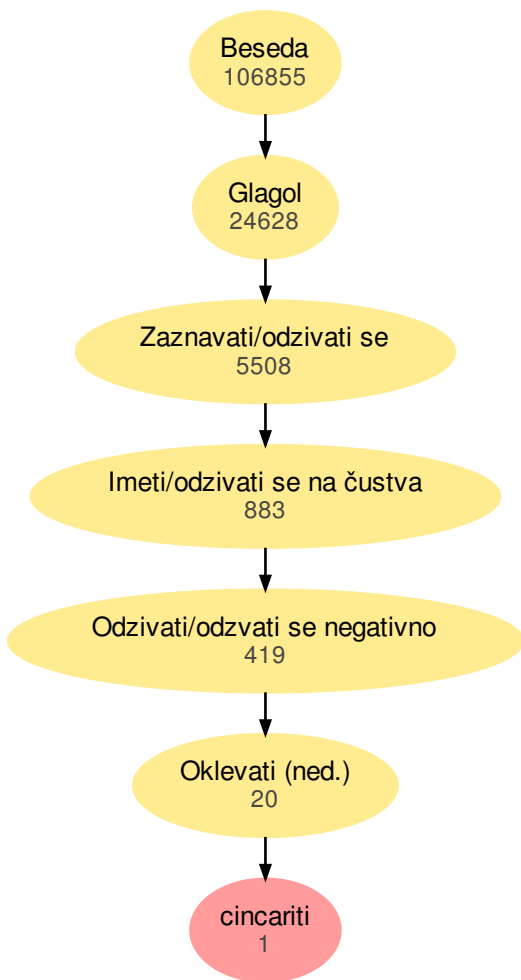 Beseda
106855
Glagol
24628
Zaznavati/odzivati se
5508
Imeti/odzivati se na čustva
883
Odzivati/odzvati se negativno
419
Oklevati (ned.)
20
cincariti
1